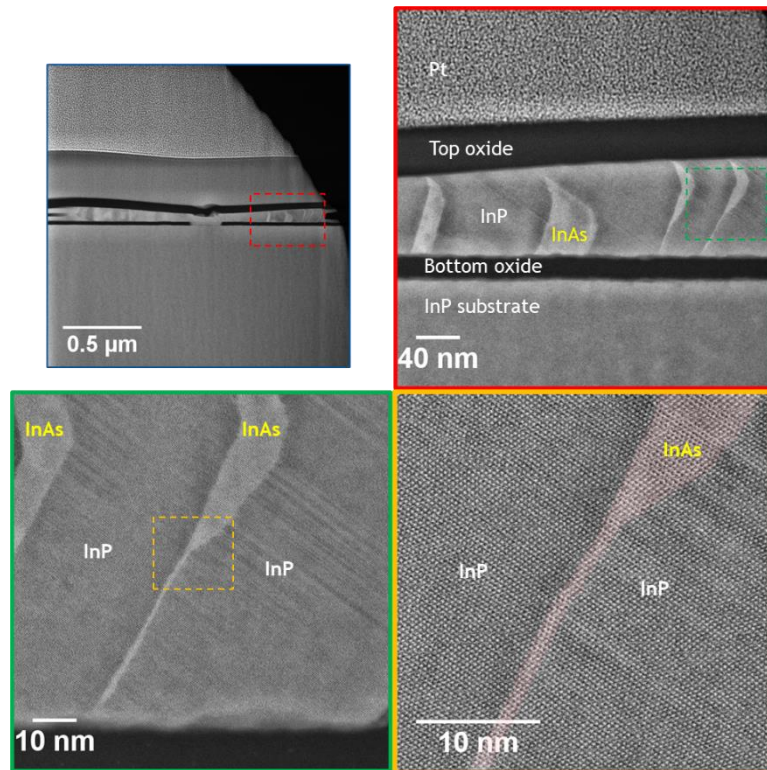 0.5 µm
Pt
Top oxide
InP
InAs
Bottom oxide
InP substrate
40 nm
InAs
InAs
InP
InP
10 nm
InAs
InP
InP
10 nm